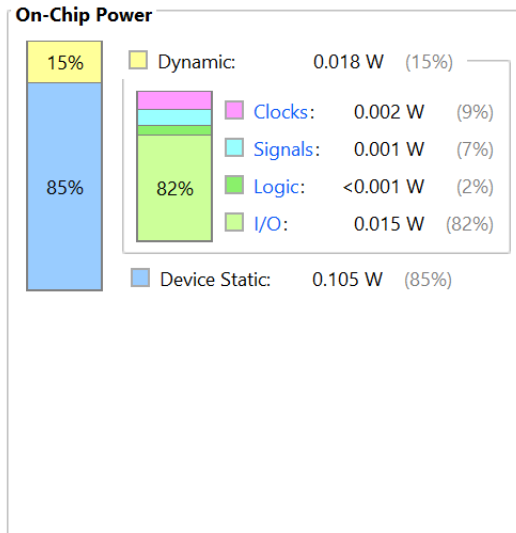 On-Chip Power
15%
Dynamic: 0.018 W (15%)
Clocks: 0.002 W (9%)
Signals: 0.001 W (7%)
85%
82%
Logic: <0.001 W (2%)
I/O: 0.015 W (82%)
Device Static: 0.105 W (85%)